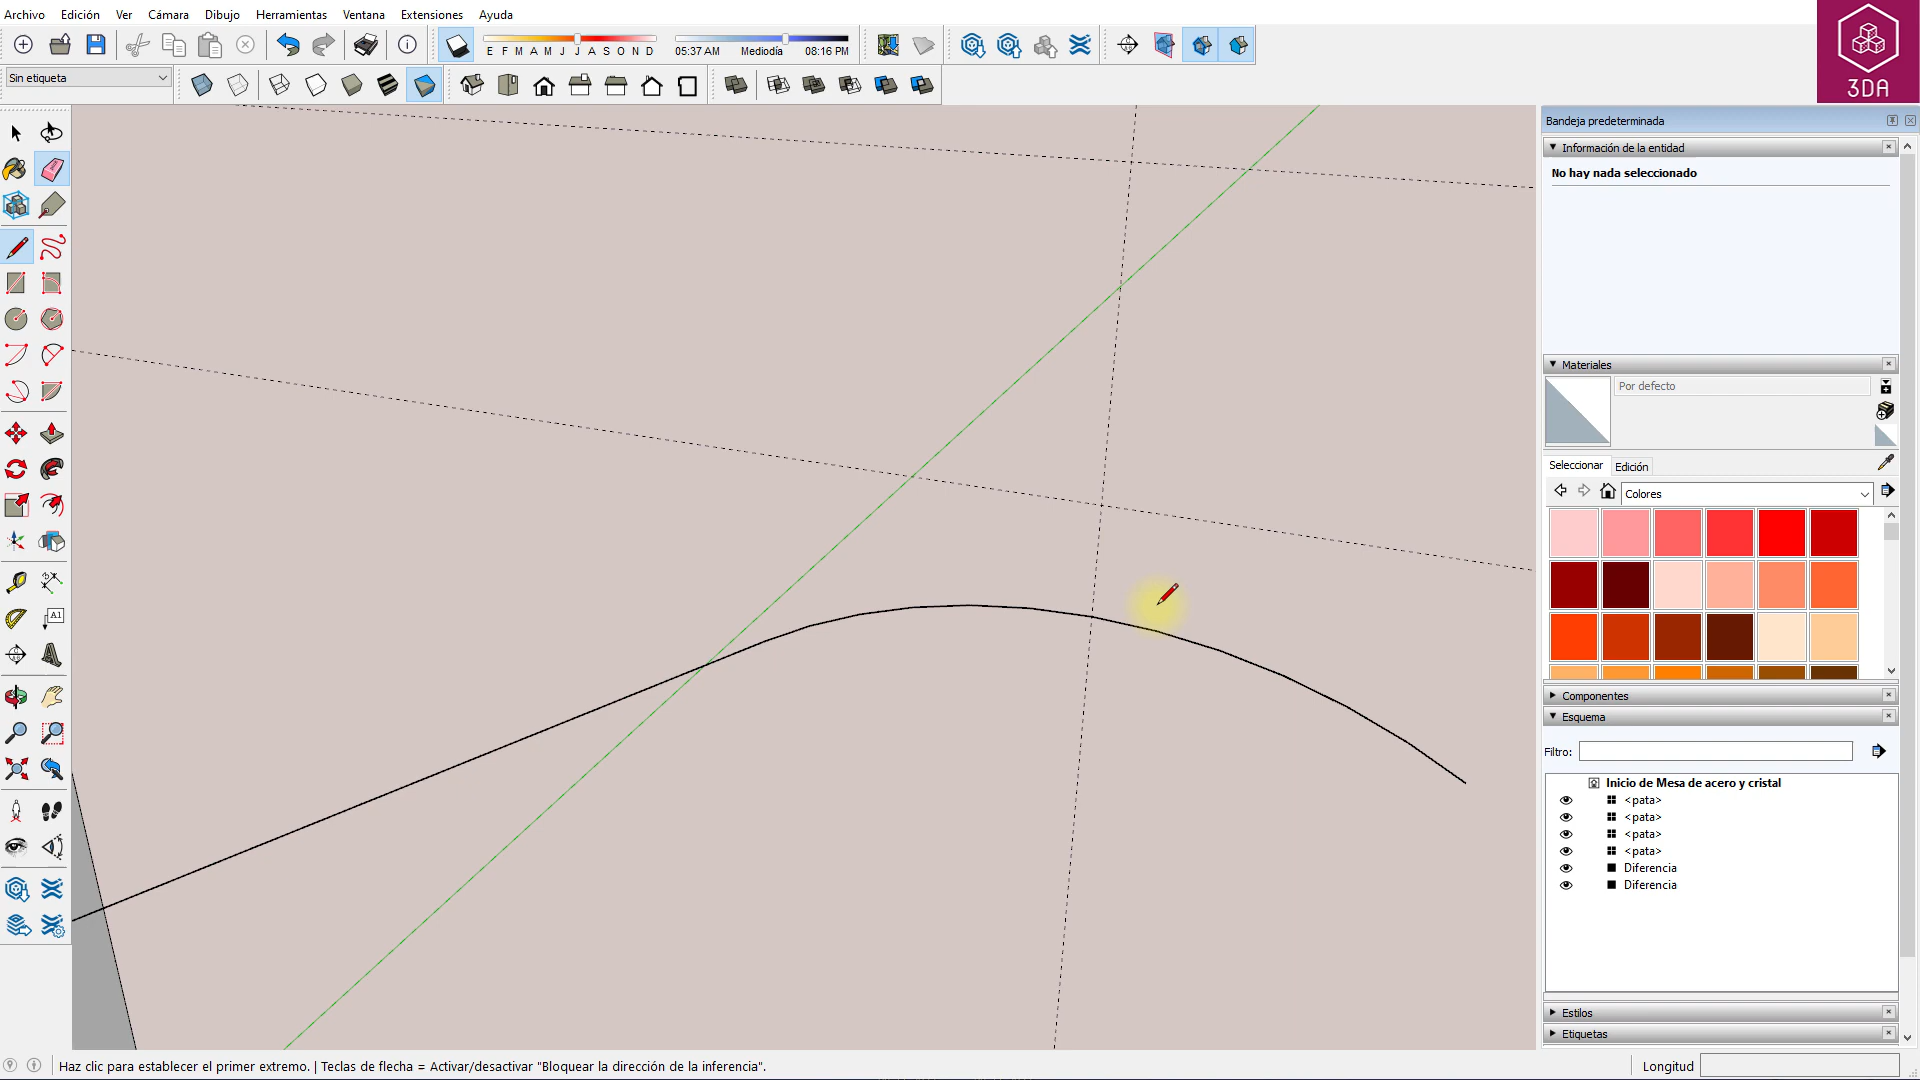 Archivo Edición Ver Cámara Dibujo Herramientas Ventana Extensiones Ayuda
E F M A M J J A S O N D
05:37 AM Mediodía 08:16 PM
3DA
Sin etiqueta
Bandeja predeterminada
Información de la entidad
No hay nada seleccionado
Materiales
Por defecto
Seleccionar Edición
Colores
A1
Componentes
Esquema
Filtro:
Inicio de Mesa de acero y cristal
<pata>
<pata>
<pata>
<pata>
Diferencia
Diferencia
Estilos
Etiquetas
Haz clic para establecer el primer extremo. | Teclas de flecha = Activar/desactivar "Bloquear la dirección de la inferencia".
Longitud